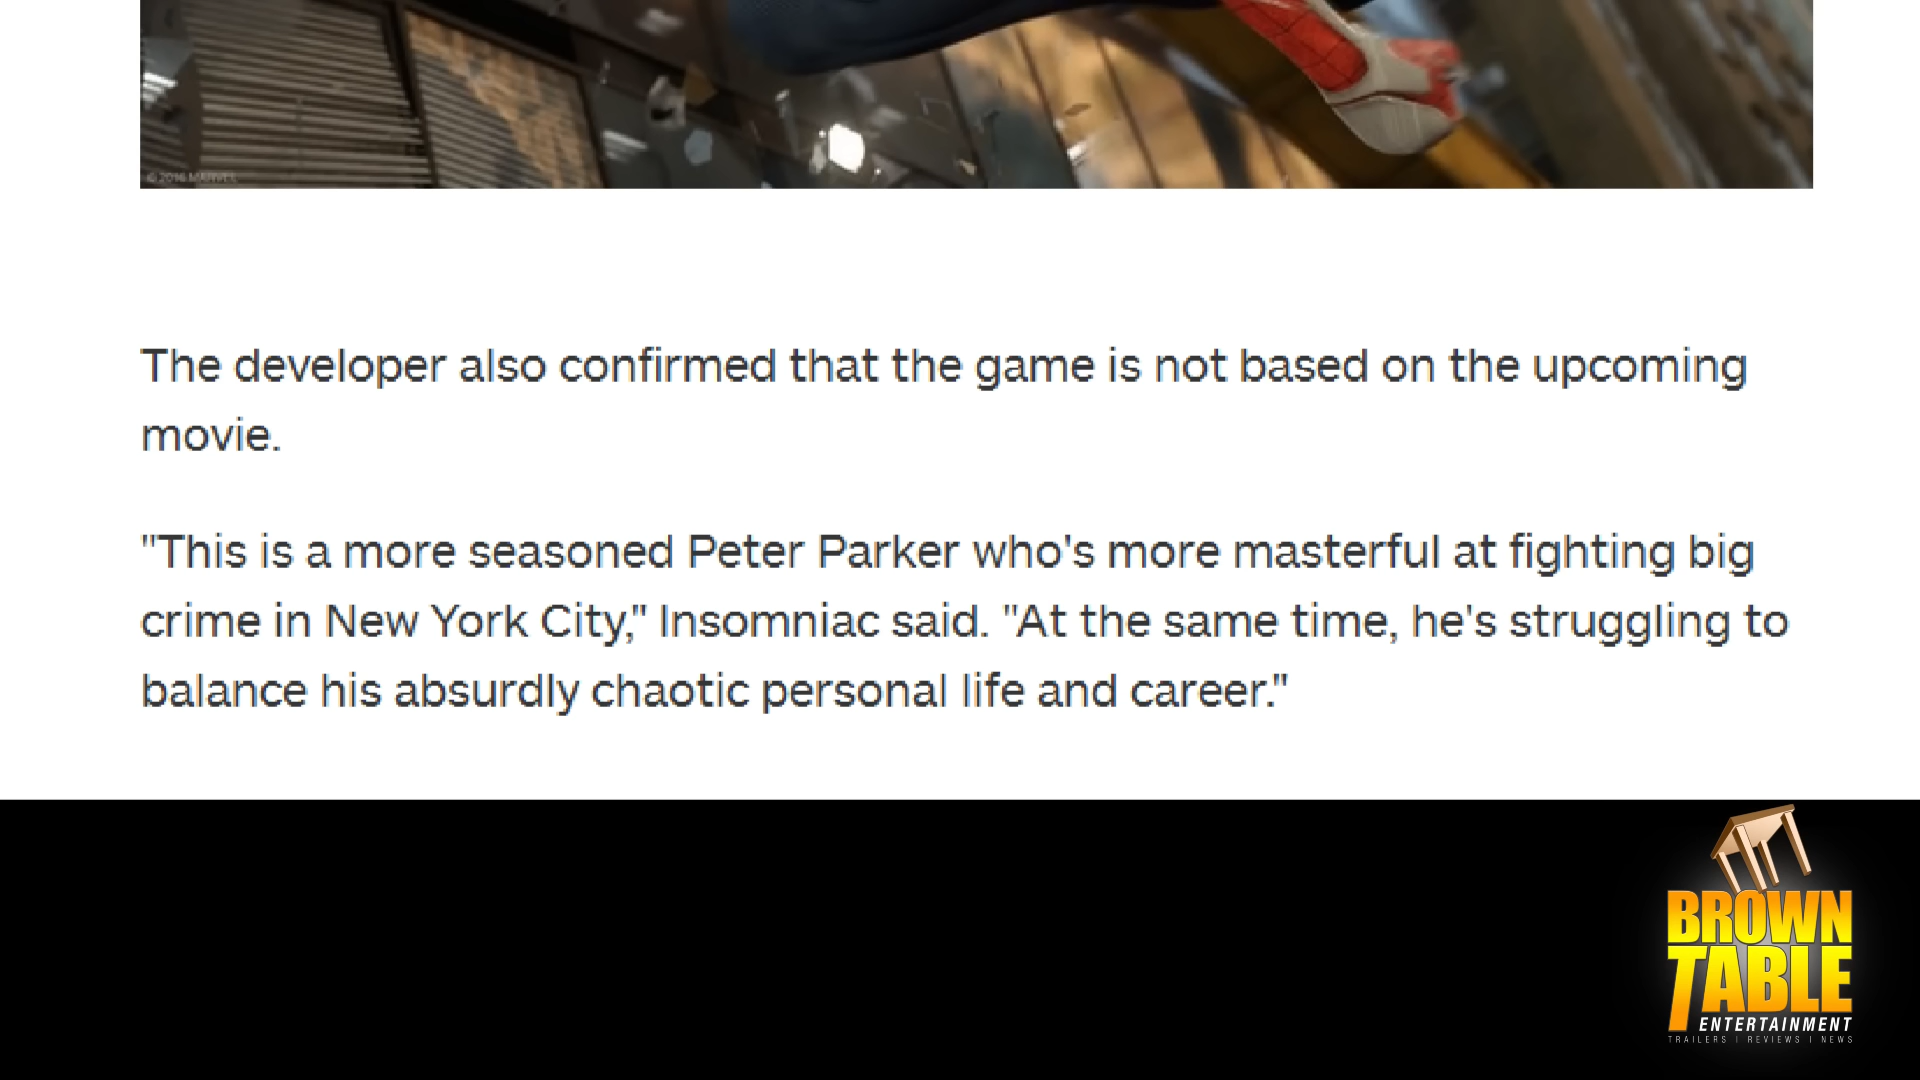 © 2016 MARVEL
The developer also confirmed that the game is not based on the upcoming
movie.
"This is a more seasoned Peter Parker who's more masterful at fighting big
crime in New York City," Insomniac said. "At the same time, he's struggling to
balance his absurdly chaotic personal life and career."
BROWN
TABLE
ENTERTAINMENT
TRAILERS | REVIEWS | NEWS